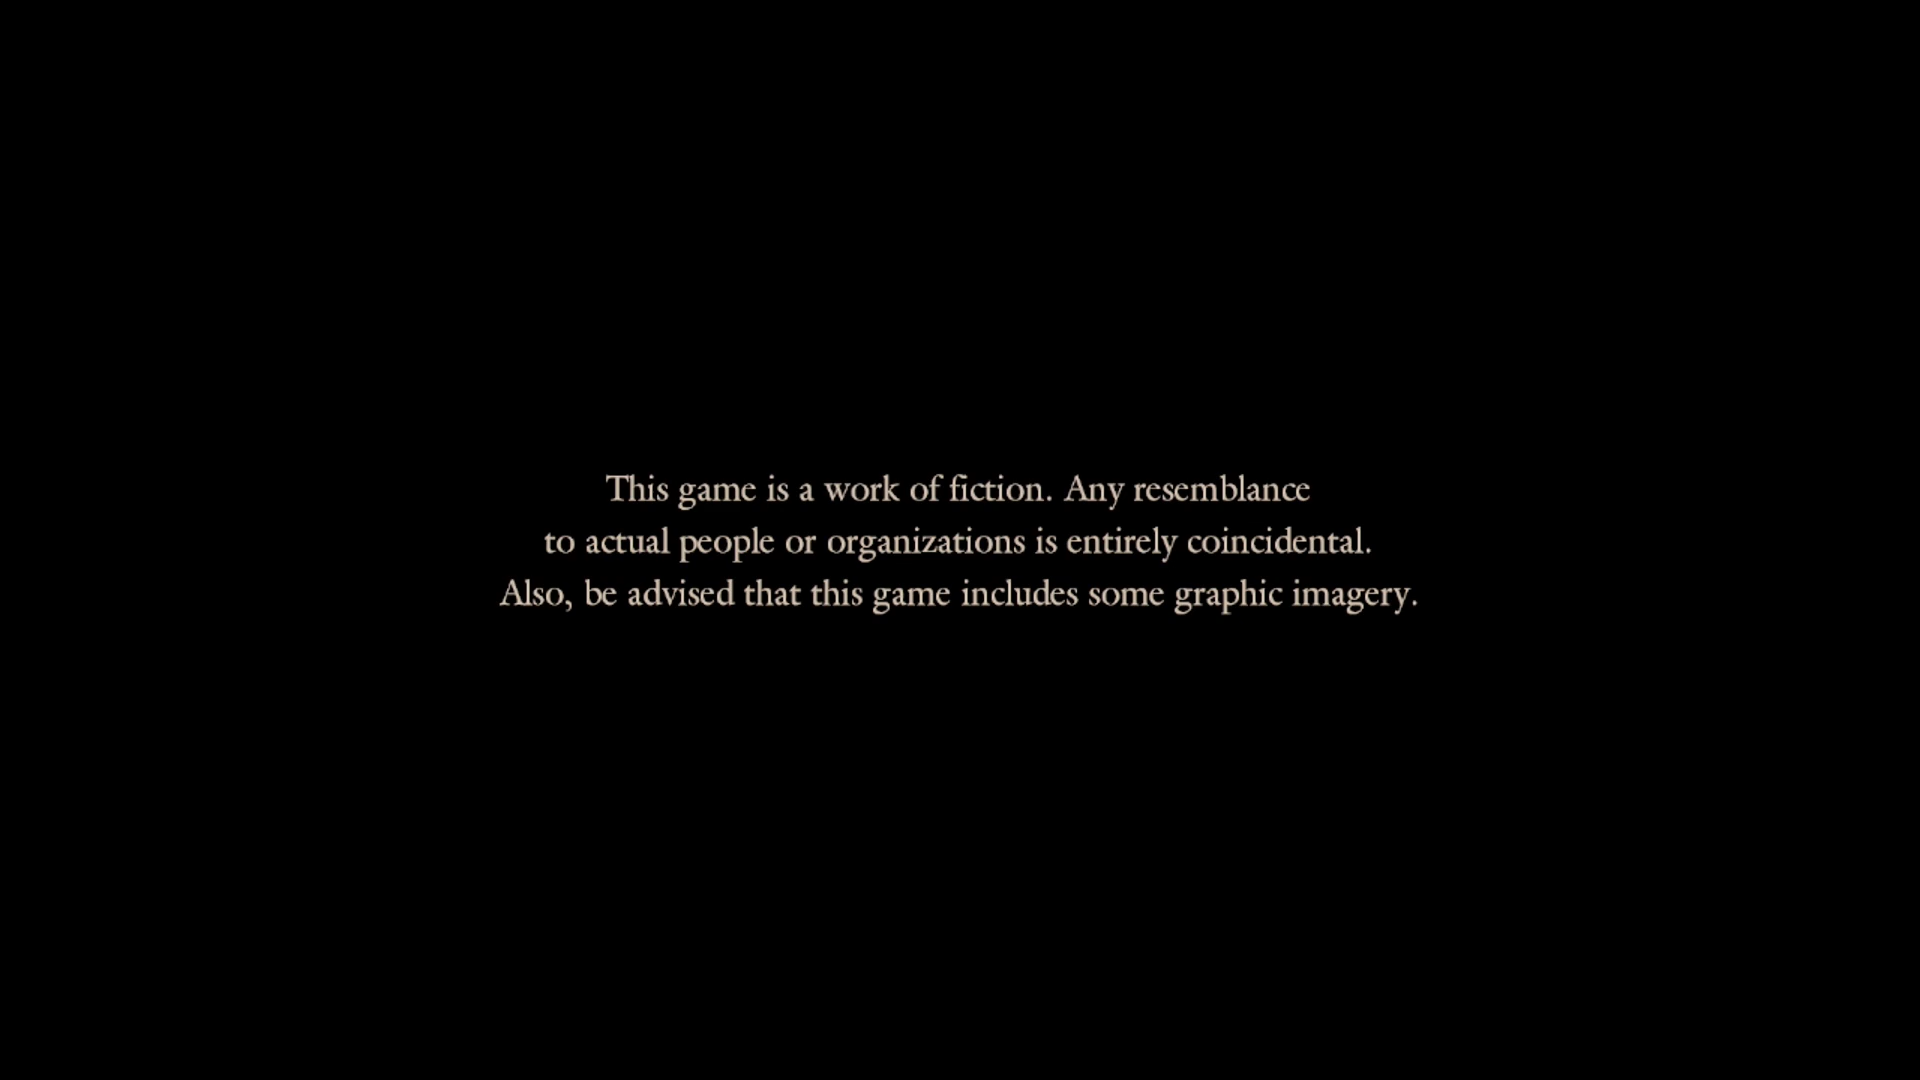 This game is a work of fiction. Any resemblance
to actual people or organizations is entirely coincidental.
Also, be advised that this game includes some graphic imagery.